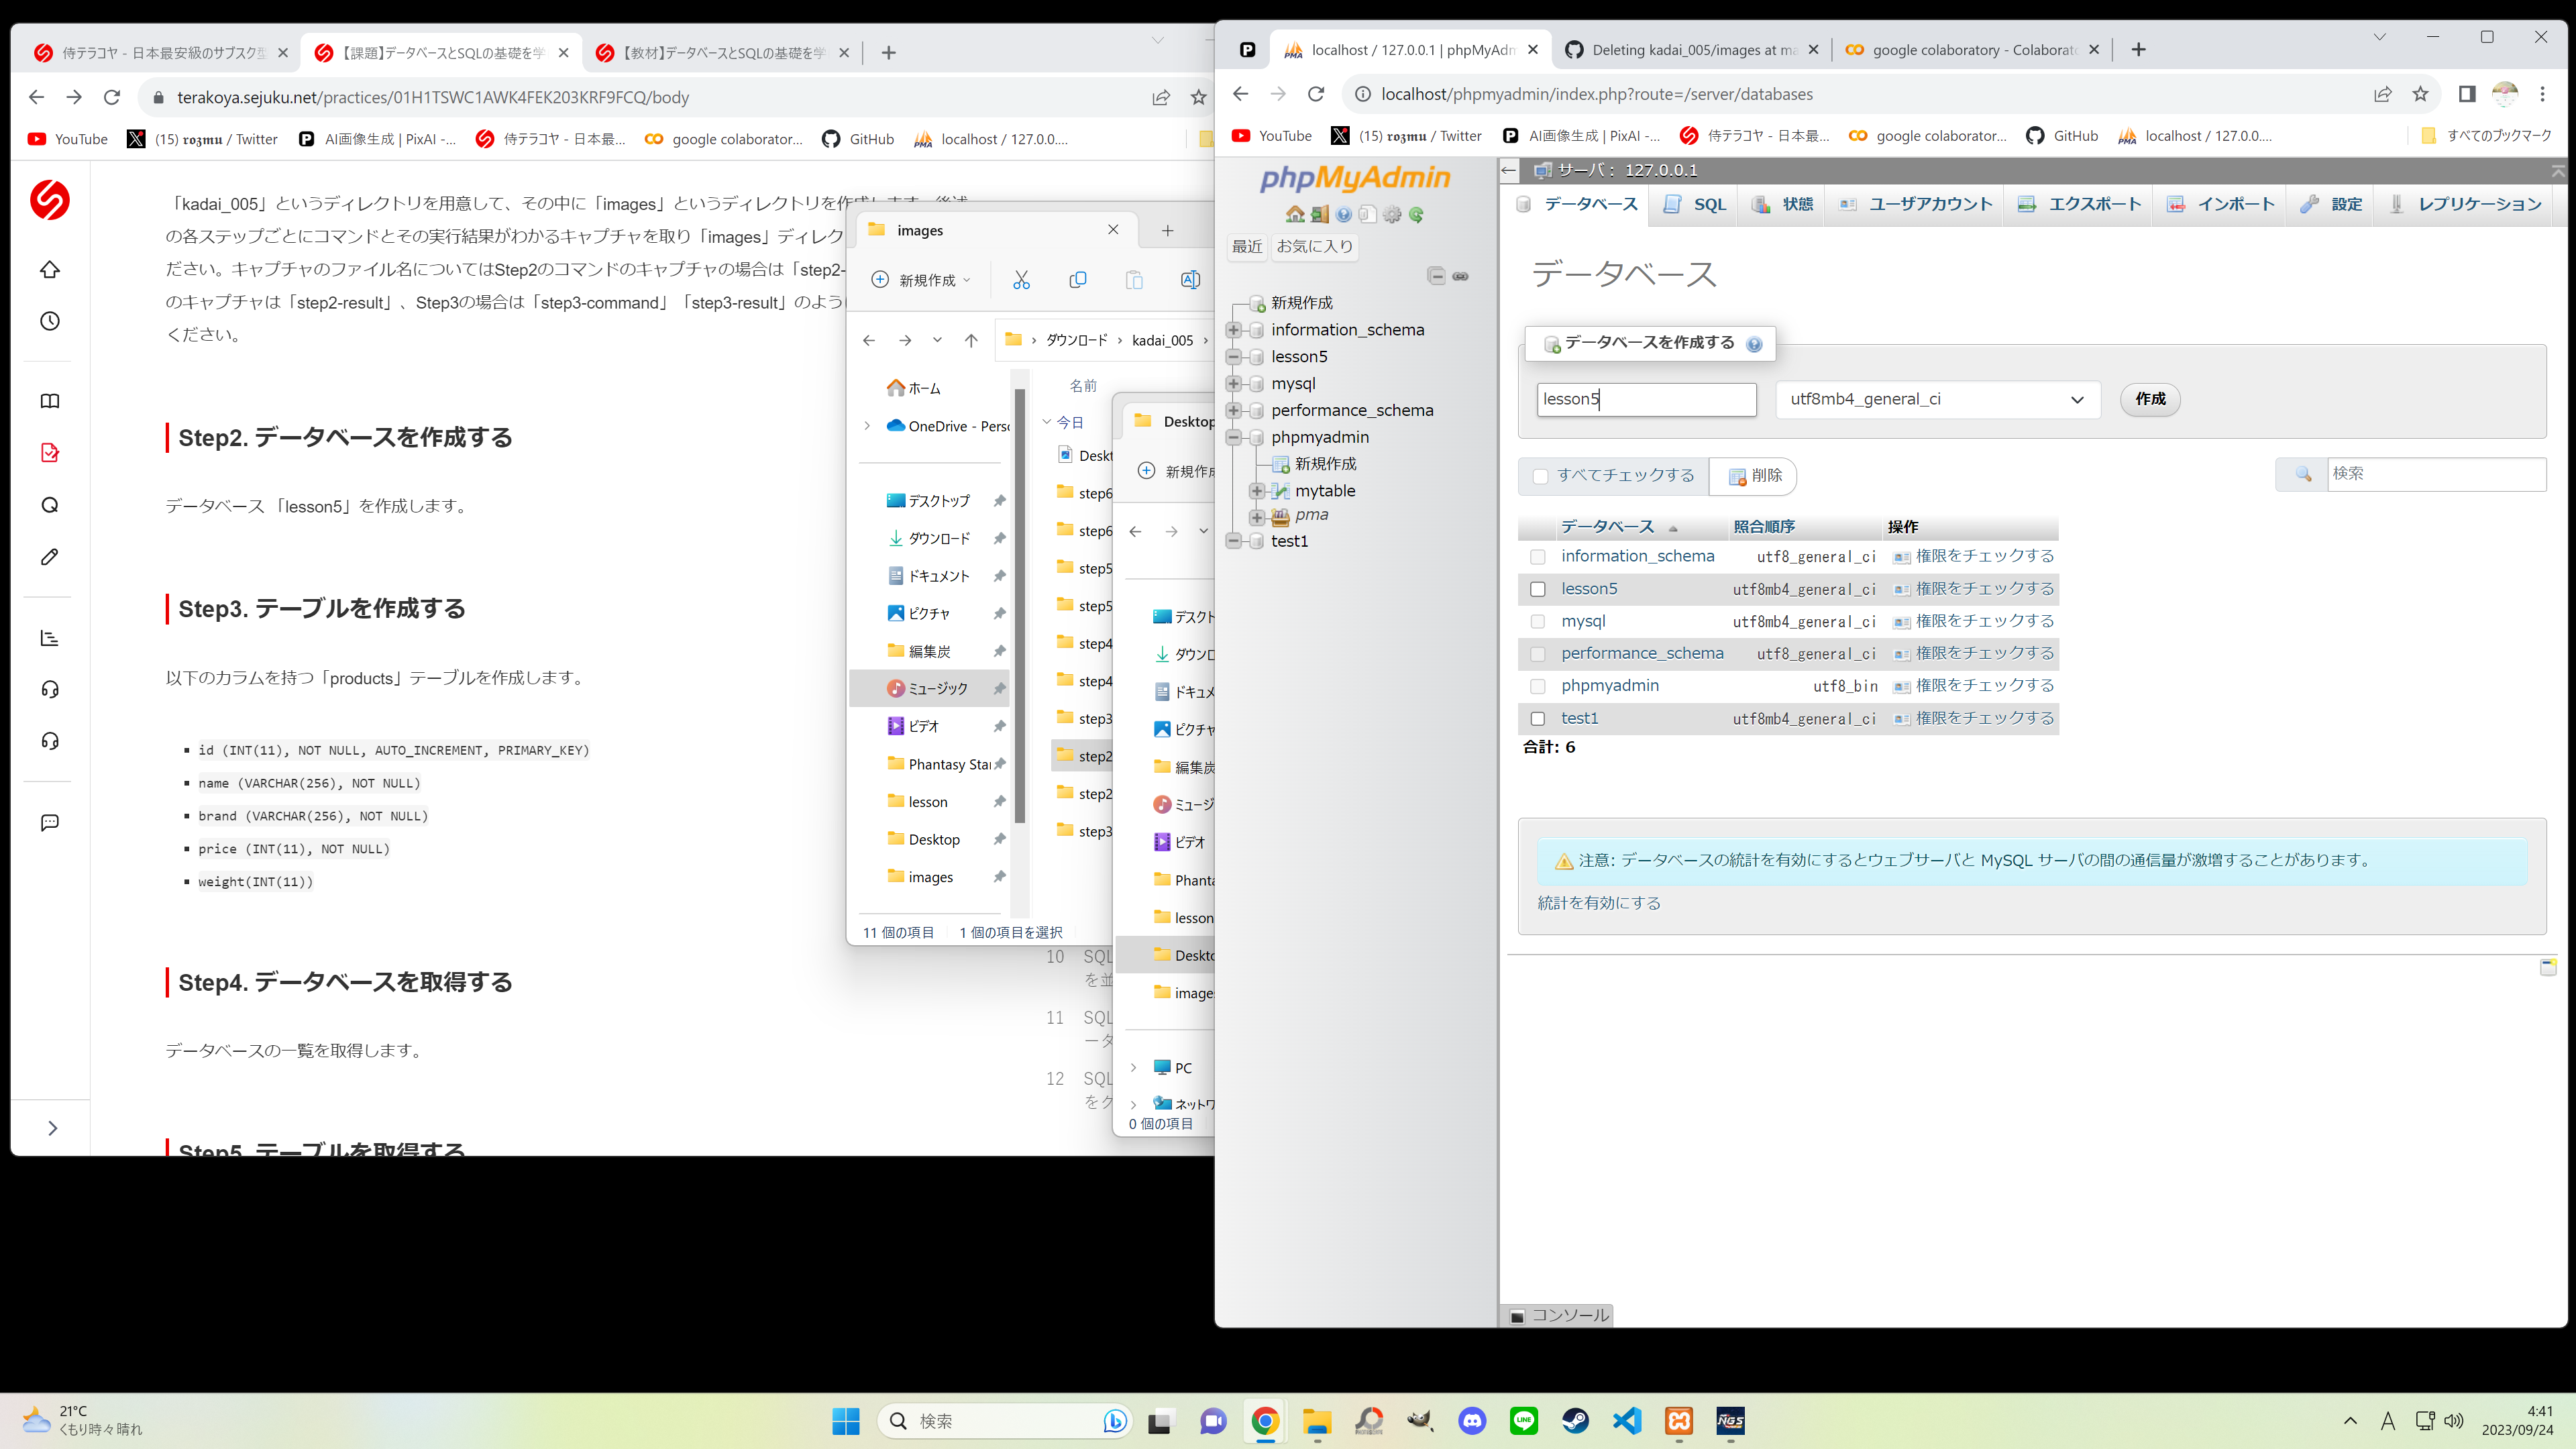 侍テラコヤ - 日本最安級のサブスク型
【課題】データベースとSQLの基礎を学
【教材】データベースとSQLの基礎を学
terakoya.sejuku.net/practices/01H1TSWC1AWK4FEK203KRF9FCQ/body
YouTube
(15) 𝖗𝖔𝖟𝖒𝖚 / Twitter
AI画像生成 | PixAI -...
侍テラコヤ - 日本最...
google colaborator...
GitHub
localhost / 127.0.0....
「kadai_005」というディレクトリを用意して、その中に「images」というディレクトリを作成します。後述
の各ステップごとにコマンドとその実行結果がわかるキャプチャを取り「images」ディレク
ださい。キャプチャのファイル名についてはStep2のコマンドのキャプチャの場合は「step2-
のキャプチャは「step2-result」、Step3の場合は「step3-command」「step3-result」のように
ください。
Step2. データベースを作成する
データベース 「lesson5」を作成します。
Step3. テーブルを作成する
以下のカラムを持つ「products」テーブルを作成します。
id (INT(11), NOT NULL, AUTO_INCREMENT, PRIMARY_KEY)
name (VARCHAR(256), NOT NULL)
brand (VARCHAR(256), NOT NULL)
price (INT(11), NOT NULL)
weight(INT(11))
Step4. データベースを取得する
データベースの一覧を取得します。
Step5. テーブルを取得する
10 SQL
を並
11 SQL
ータ
12 SQL
をク
images
新規作成
ダウンロード
kadai_005
名前
ホーム
OneDrive - Perso
デスクトップ
ダウンロード
ドキュメント
ピクチャ
編集炭
ミュージック
ビデオ
Phantasy Star
lesson
Desktop
images
今日
Deskt
step6
step6
step5
step5
step4
step4
step3
step2
step2
step3
11 個の項目
1 個の項目を選択
Desktop
新規作成
デスクト
ダウンロ
ドキュメ
ピクチャ
編集炭
ミュージ
ビデオ
Phanta
lesson
Deskto
images
PC
ネットワ
0 個の項目
localhost / 127.0.0.1 | phpMyAdm
Deleting kadai_005/images at ma
google colaboratory - Colaborato
localhost/phpmyadmin/index.php?route=/server/databases
YouTube
(15) 𝖗𝖔𝖟𝖒𝖚 / Twitter
AI画像生成 | PixAI -...
侍テラコヤ - 日本最...
google colaborator...
GitHub
localhost / 127.0.0....
すべてのブックマーク
phpMyAdmin
最近
お気に入り
新規作成
information_schema
lesson5
mysql
performance_schema
phpmyadmin
新規作成
mytable
pma
test1
サーバ: 127.0.0.1
データベース
SQL
状態
ユーザアカウント
エクスポート
インポート
設定
レプリケーション
データベース
データベースを作成する
lesson5
utf8mb4_general_ci
作成
すべてチェックする
削除
検索
データベース 照合順序 操作
information_schema utf8_general_ci 権限をチェックする
lesson5 utf8mb4_general_ci 権限をチェックする
mysql utf8mb4_general_ci 権限をチェックする
performance_schema utf8_general_ci 権限をチェックする
phpmyadmin utf8_bin 権限をチェックする
test1 utf8mb4_general_ci 権限をチェックする
合計: 6
注意: データベースの統計を有効にするとウェブサーバと MySQL サーバの間の通信量が激増することがあります。
統計を有効にする
コンソール
21°C
くもり時々晴れ
検索
LINE
NGS
A
4:41
2023/09/24